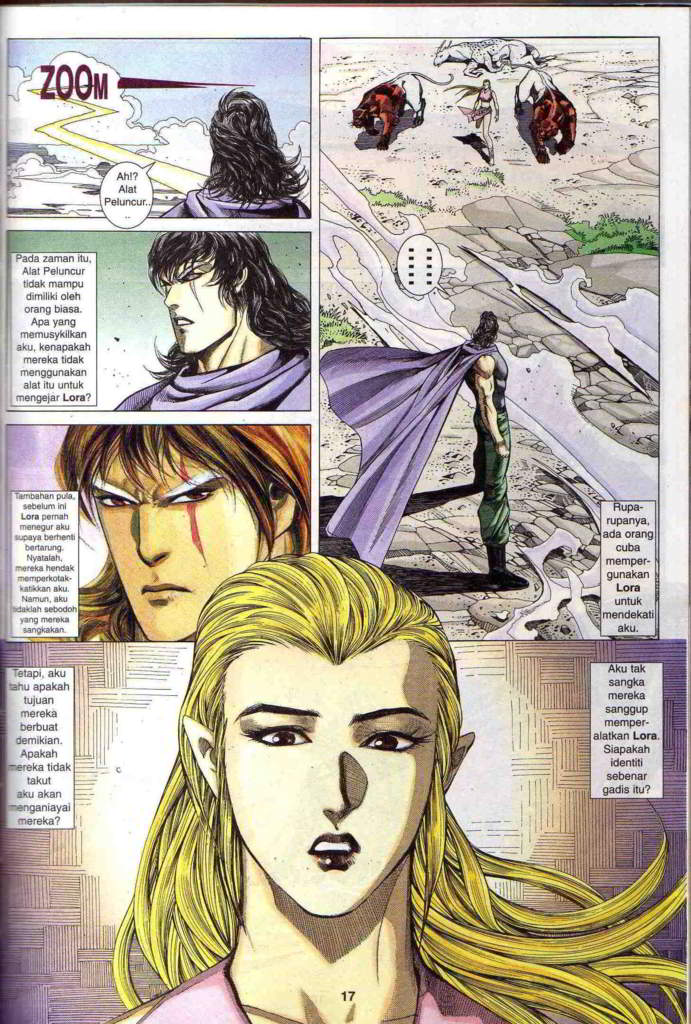 ZOOM
Ah!?
Alat
Peluncur..
..
Pada zaman itu,
Alat Peluncur
tidak mampu
dimiliki oleh
orang biasa.
Apa yang
memusykilkan
aku, kenapakah
mereka tidak
menggunakan
alat itu untuk
mengejar Lora?
Tambahan pula,
sebelum ini
Lora pernah
menegur aku
supaya berhenti
bertarung.
Nyatalah,
mereka hendak
memperkotak-
katikkan aku.
Namun, aku
tidaklah sebodoh
yang mereka
sangkakan.
Rupa-
rupanya,
ada orang
cuba
memper-
gunakan
Lora
untuk
mendekati
aku.
Tetapi, aku
tahu apakah
tujuan
mereka
berbuat
demikian.
Apakah
mereka tidak
takut
aku akan
menganiayai
mereka?
Aku tak
sangka
mereka
sanggup
memper-
alatkan Lora.
Siapakah
identiti
sebenar
gadis itu?
17